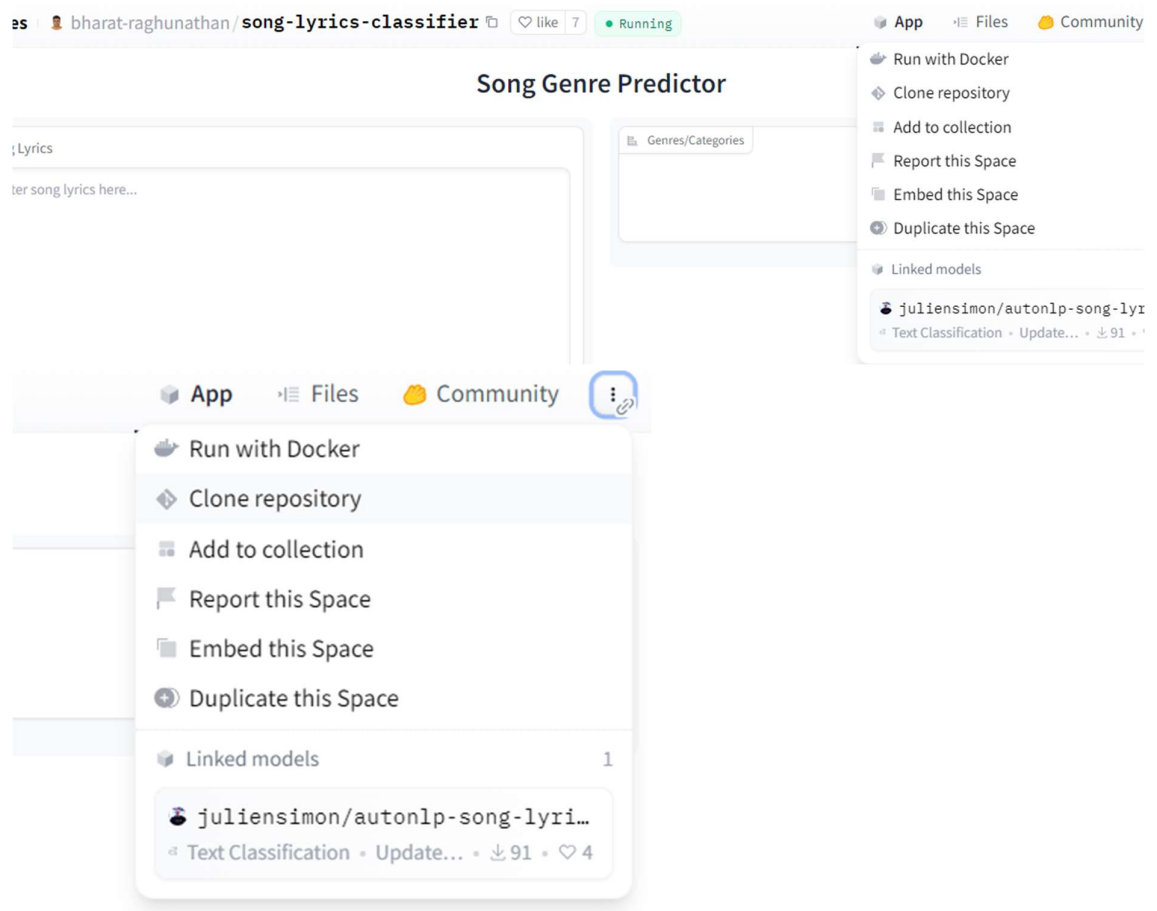 es bharat-raghunathan/song-lyrics-classifier like 7 Running App Files Community
Run with Docker
Clone repository
Add to collection
Report this Space
Embed this Space
Duplicate this Space
Linked models
juliensimon/autonlp-song-lyr
Text Classification • Update... • 91 •
Song Genre Predictor
Lyrics
ter song lyrics here...
Genres/Categories
App Files Community
Run with Docker
Clone repository
Add to collection
Report this Space
Embed this Space
Duplicate this Space
Linked models 1
juliensimon/autonlp-song-lyri...
Text Classification • Update... • 91 • 4